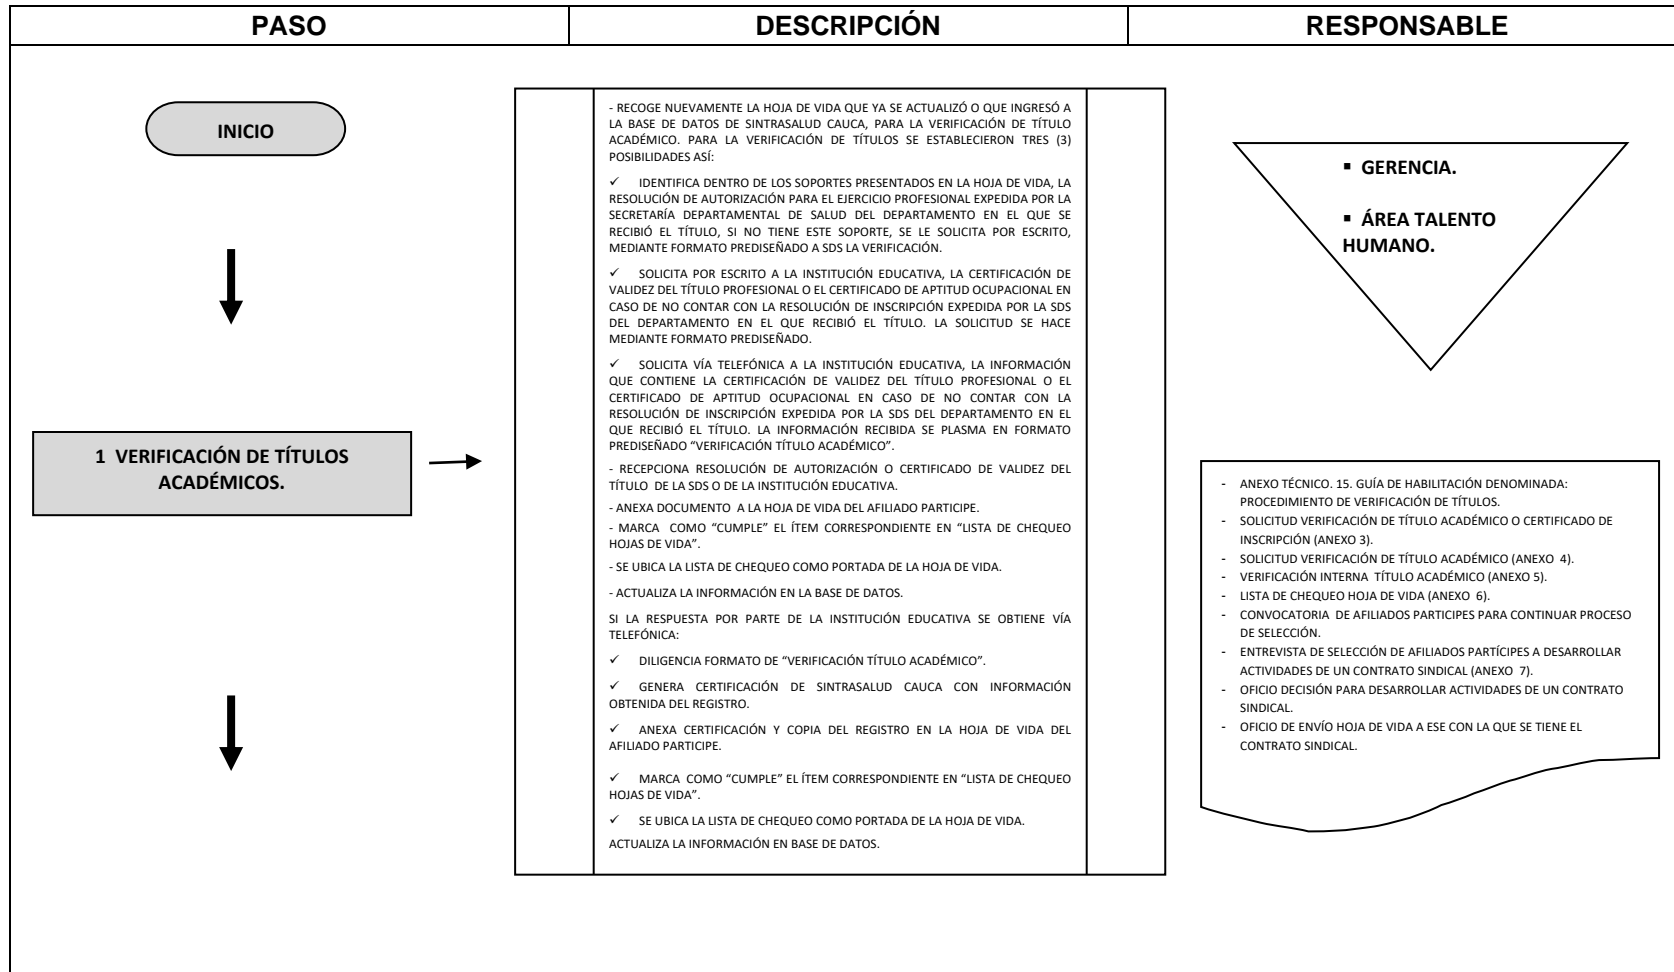 PASO
DESCRIPCIÓN
RESPONSABLE
INICIO
1 VERIFICACIÓN DE TÍTULOS
ACADÉMICOS.
- RECOGE NUEVAMENTE LA HOJA DE VIDA QUE YA SE ACTUALIZÓ O QUE INGRESÓ A
LA BASE DE DATOS DE SINTRASALUD CAUCA, PARA LA VERIFICACIÓN DE TÍTULO
ACADÉMICO. PARA LA VERIFICACIÓN DE TÍTULOS SE ESTABLECIERON TRES (3)
POSIBILIDADES ASÍ:
✓ IDENTIFICA DENTRO DE LOS SOPORTES PRESENTADOS EN LA HOJA DE VIDA, LA
RESOLUCIÓN DE AUTORIZACIÓN PARA EL EJERCICIO PROFESIONAL EXPEDIDA POR LA
SECRETARÍA DEPARTAMENTAL DE SALUD DEL DEPARTAMENTO EN EL QUE SE
RECIBIÓ EL TÍTULO, SI NO TIENE ESTE SOPORTE, SE LE SOLICITA POR ESCRITO,
MEDIANTE FORMATO PREDISEÑADO A SDS LA VERIFICACIÓN.
✓ SOLICITA POR ESCRITO A LA INSTITUCIÓN EDUCATIVA, LA CERTIFICACIÓN DE
VALIDEZ DEL TÍTULO PROFESIONAL O EL CERTIFICADO DE APTITUD OCUPACIONAL EN
CASO DE NO CONTAR CON LA RESOLUCIÓN DE INSCRIPCIÓN EXPEDIDA POR LA SDS
DEL DEPARTAMENTO EN EL QUE RECIBIÓ EL TÍTULO. LA SOLICITUD SE HACE
MEDIANTE FORMATO PREDISEÑADO.
✓ SOLICITA VÍA TELEFÓNICA A LA INSTITUCIÓN EDUCATIVA, LA INFORMACIÓN
QUE CONTIENE LA CERTIFICACIÓN DE VALIDEZ DEL TÍTULO PROFESIONAL O EL
CERTIFICADO DE APTITUD OCUPACIONAL EN CASO DE NO CONTAR CON LA
RESOLUCIÓN DE INSCRIPCIÓN EXPEDIDA POR LA SDS DEL DEPARTAMENTO EN EL
QUE RECIBIÓ EL TÍTULO. LA INFORMACIÓN RECIBIDA SE PLASMA EN FORMATO
PREDISEÑADO “VERIFICACIÓN TÍTULO ACADÉMICO”.
- RECEPCIONA RESOLUCIÓN DE AUTORIZACIÓN O CERTIFICADO DE VALIDEZ DEL
TÍTULO DE LA SDS O DE LA INSTITUCIÓN EDUCATIVA.
- ANEXA DOCUMENTO A LA HOJA DE VIDA DEL AFILIADO PARTICIPE.
- MARCA COMO “CUMPLE” EL ÍTEM CORRESPONDIENTE EN “LISTA DE CHEQUEO
HOJAS DE VIDA”.
- SE UBICA LA LISTA DE CHEQUEO COMO PORTADA DE LA HOJA DE VIDA.
- ACTUALIZA LA INFORMACIÓN EN LA BASE DE DATOS.
SI LA RESPUESTA POR PARTE DE LA INSTITUCIÓN EDUCATIVA SE OBTIENE VÍA
TELEFÓNICA:
✓ DILIGENCIA FORMATO DE “VERIFICACIÓN TÍTULO ACADÉMICO”.
✓ GENERA CERTIFICACIÓN DE SINTRASALUD CAUCA CON INFORMACIÓN
OBTENIDA DEL REGISTRO.
✓ ANEXA CERTIFICACIÓN Y COPIA DEL REGISTRO EN LA HOJA DE VIDA DEL
AFILIADO PARTICIPE.
✓ MARCA COMO “CUMPLE” EL ÍTEM CORRESPONDIENTE EN “LISTA DE CHEQUEO
HOJAS DE VIDA”.
✓ SE UBICA LA LISTA DE CHEQUEO COMO PORTADA DE LA HOJA DE VIDA.
ACTUALIZA LA INFORMACIÓN EN BASE DE DATOS.
▪ GERENCIA.
▪ ÁREA TALENTO
HUMANO.
- ANEXO TÉCNICO. 15. GUÍA DE HABILITACIÓN DENOMINADA:
PROCEDIMIENTO DE VERIFICACIÓN DE TÍTULOS.
- SOLICITUD VERIFICACIÓN DE TÍTULO ACADÉMICO O CERTIFICADO DE
INSCRIPCIÓN (ANEXO 3).
- SOLICITUD VERIFICACIÓN DE TÍTULO ACADÉMICO (ANEXO 4).
- VERIFICACIÓN INTERNA TÍTULO ACADÉMICO (ANEXO 5).
- LISTA DE CHEQUEO HOJA DE VIDA (ANEXO 6).
- CONVOCATORIA DE AFILIADOS PARTICIPES PARA CONTINUAR PROCESO
DE SELECCIÓN.
- ENTREVISTA DE SELECCIÓN DE AFILIADOS PARTÍCIPES A DESARROLLAR
ACTIVIDADES DE UN CONTRATO SINDICAL (ANEXO 7).
- OFICIO DECISIÓN PARA DESARROLLAR ACTIVIDADES DE UN CONTRATO
SINDICAL.
- OFICIO DE ENVÍO HOJA DE VIDA A ESE CON LA QUE SE TIENE EL
CONTRATO SINDICAL.